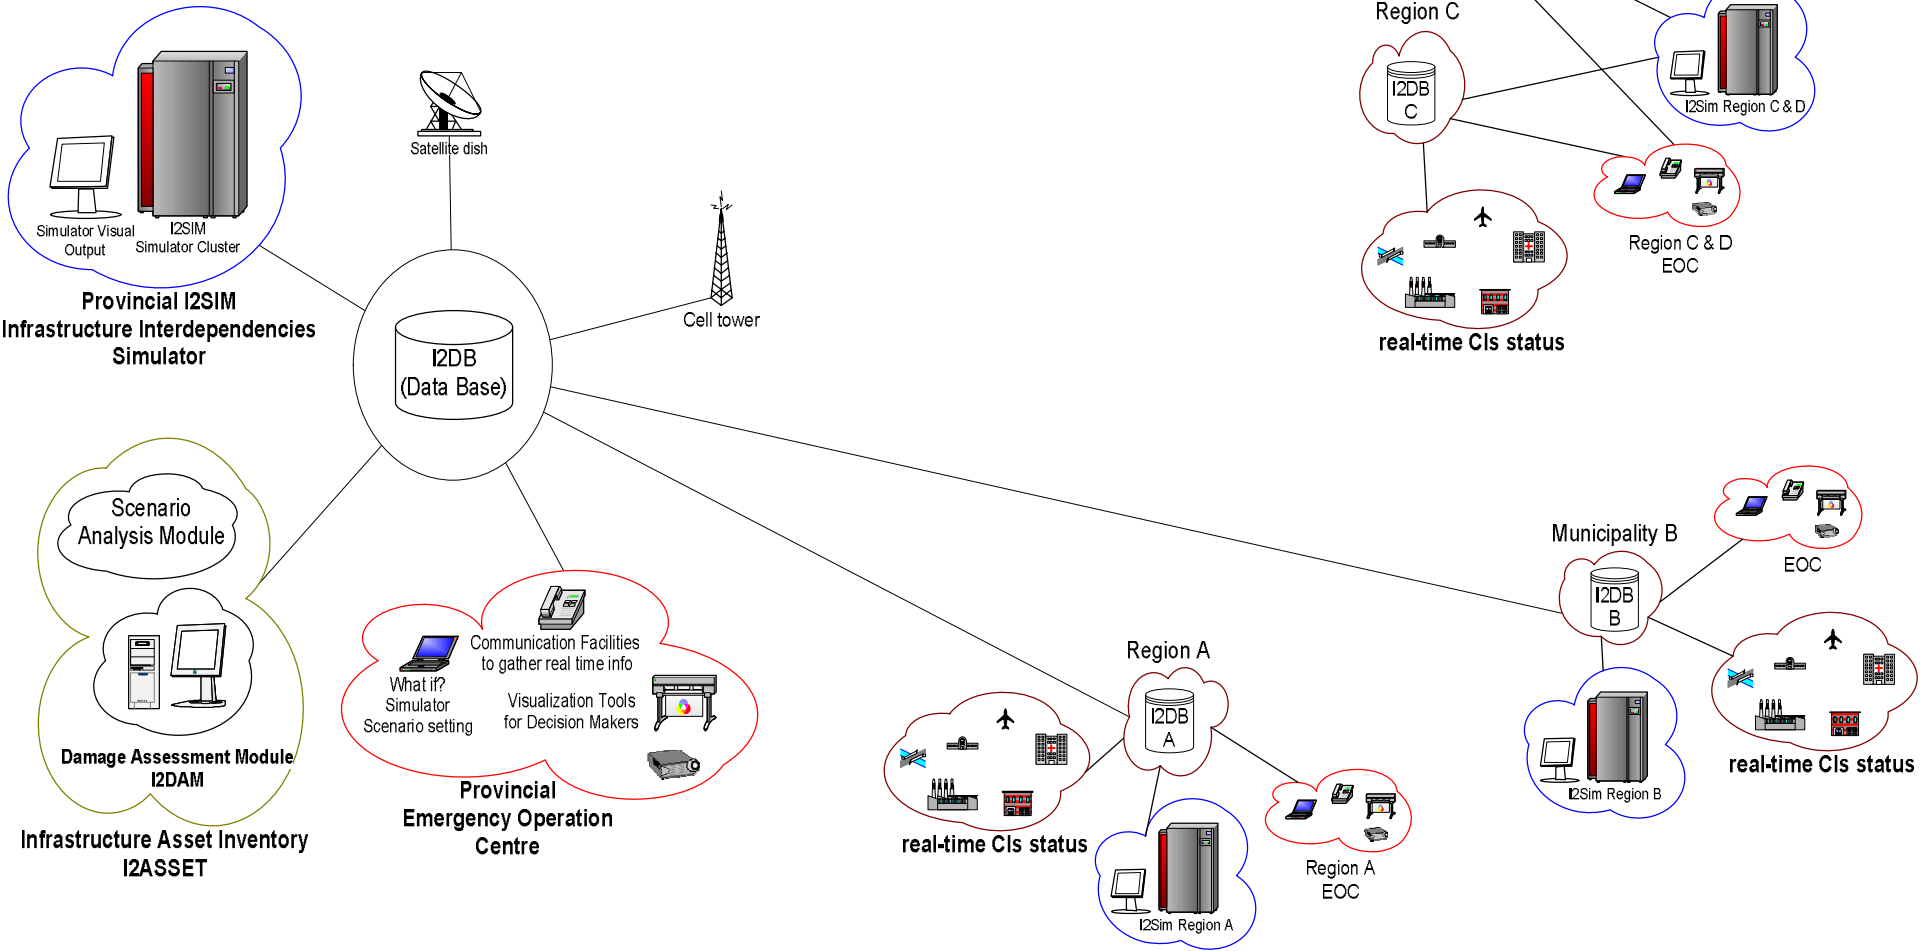 Region C
I2DB
C
I2Sim Region C & D
Region C & D
EOC
real-time CIs status
Simulator Visual
Output
I2SIM
Simulator Cluster
Provincial I2SIM
Infrastructure Interdependencies
Simulator
Satellite dish
Cell tower
I2DB
(Data Base)
Scenario
Analysis Module
Damage Assessment Module
I2DAM
Infrastructure Asset Inventory
I2ASSET
Communication Facilities
to gather real time info
What if?
Simulator
Scenario setting
Visualization Tools
for Decision Makers
Provincial
Emergency Operation
Centre
Region A
I2DB
A
real-time CIs status
I2Sim Region A
Region A
EOC
Municipality B
I2DB
B
EOC
real-time CIs status
I2Sim Region B